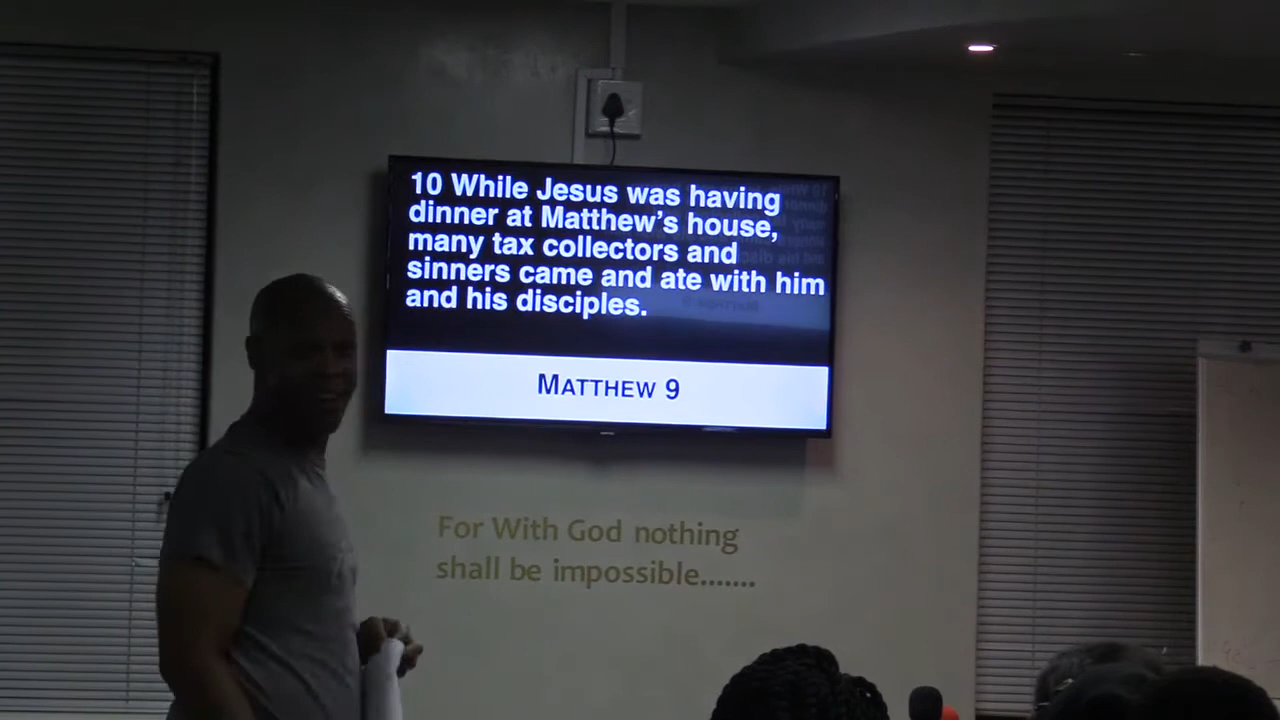 10 While Jesus was having
dinner at Matthew's house,
many tax collectors and
sinners came and ate with him
and his disciples.
MATTHEW 9
For With God nothing
shall be impossible.......